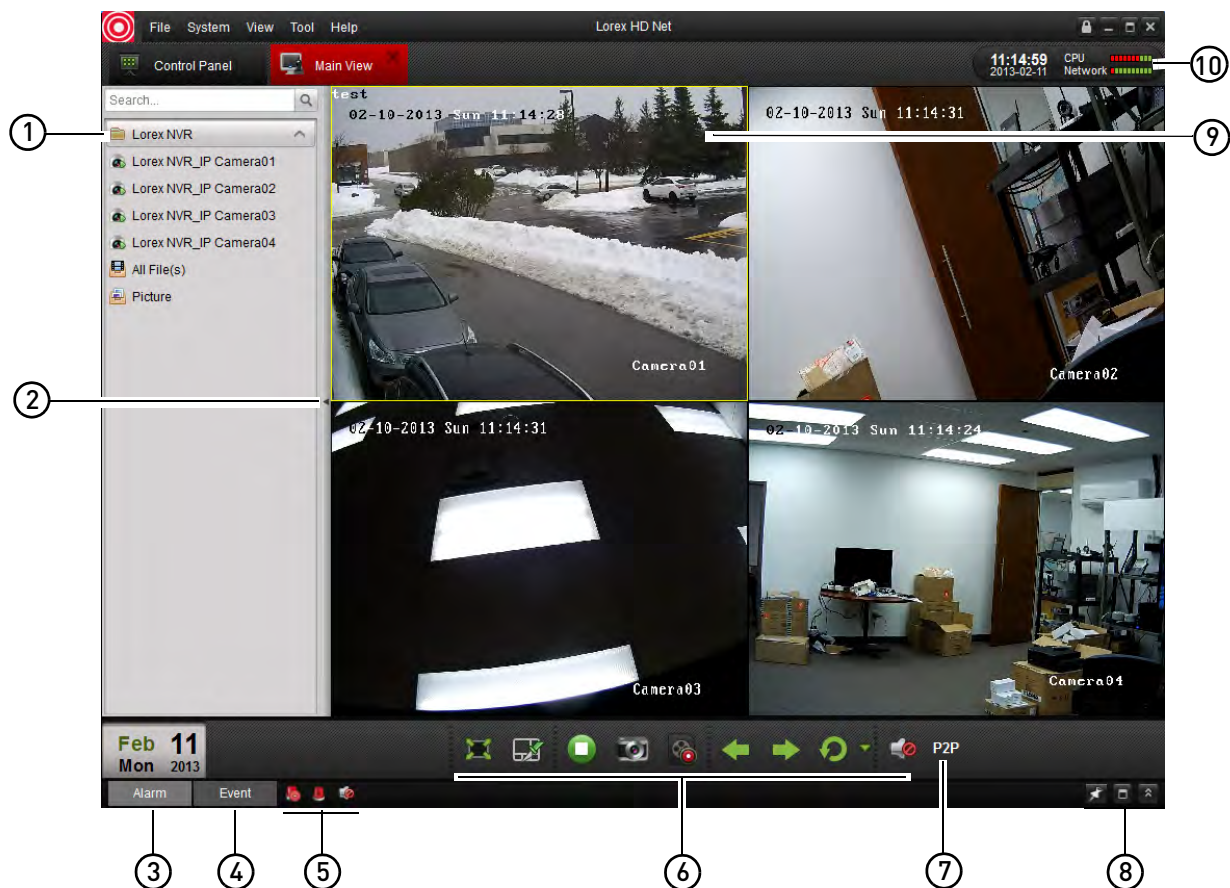 File System View Tool Help
Lorex HD Net
Control Panel
Main View
11:14:59
2013-02-11
CPU
Network
10
Search...
1
Lorex NVR
Lorex NVR_IP Camera01
Lorex NVR_IP Camera02
Lorex NVR_IP Camera03
Lorex NVR_IP Camera04
All File(s)
Picture
test
02-10-2013 Sun 11:14:28
Camera01
02-10-2013 Sun 11:14:31
Camera02
9
2
02-10-2013 Sun 11:14:31
Camera03
02-10-2013 Sun 11:14:24
Camera04
Feb 11
Mon 2013
P2P
Alarm
Event
3
4
5
6
7
8